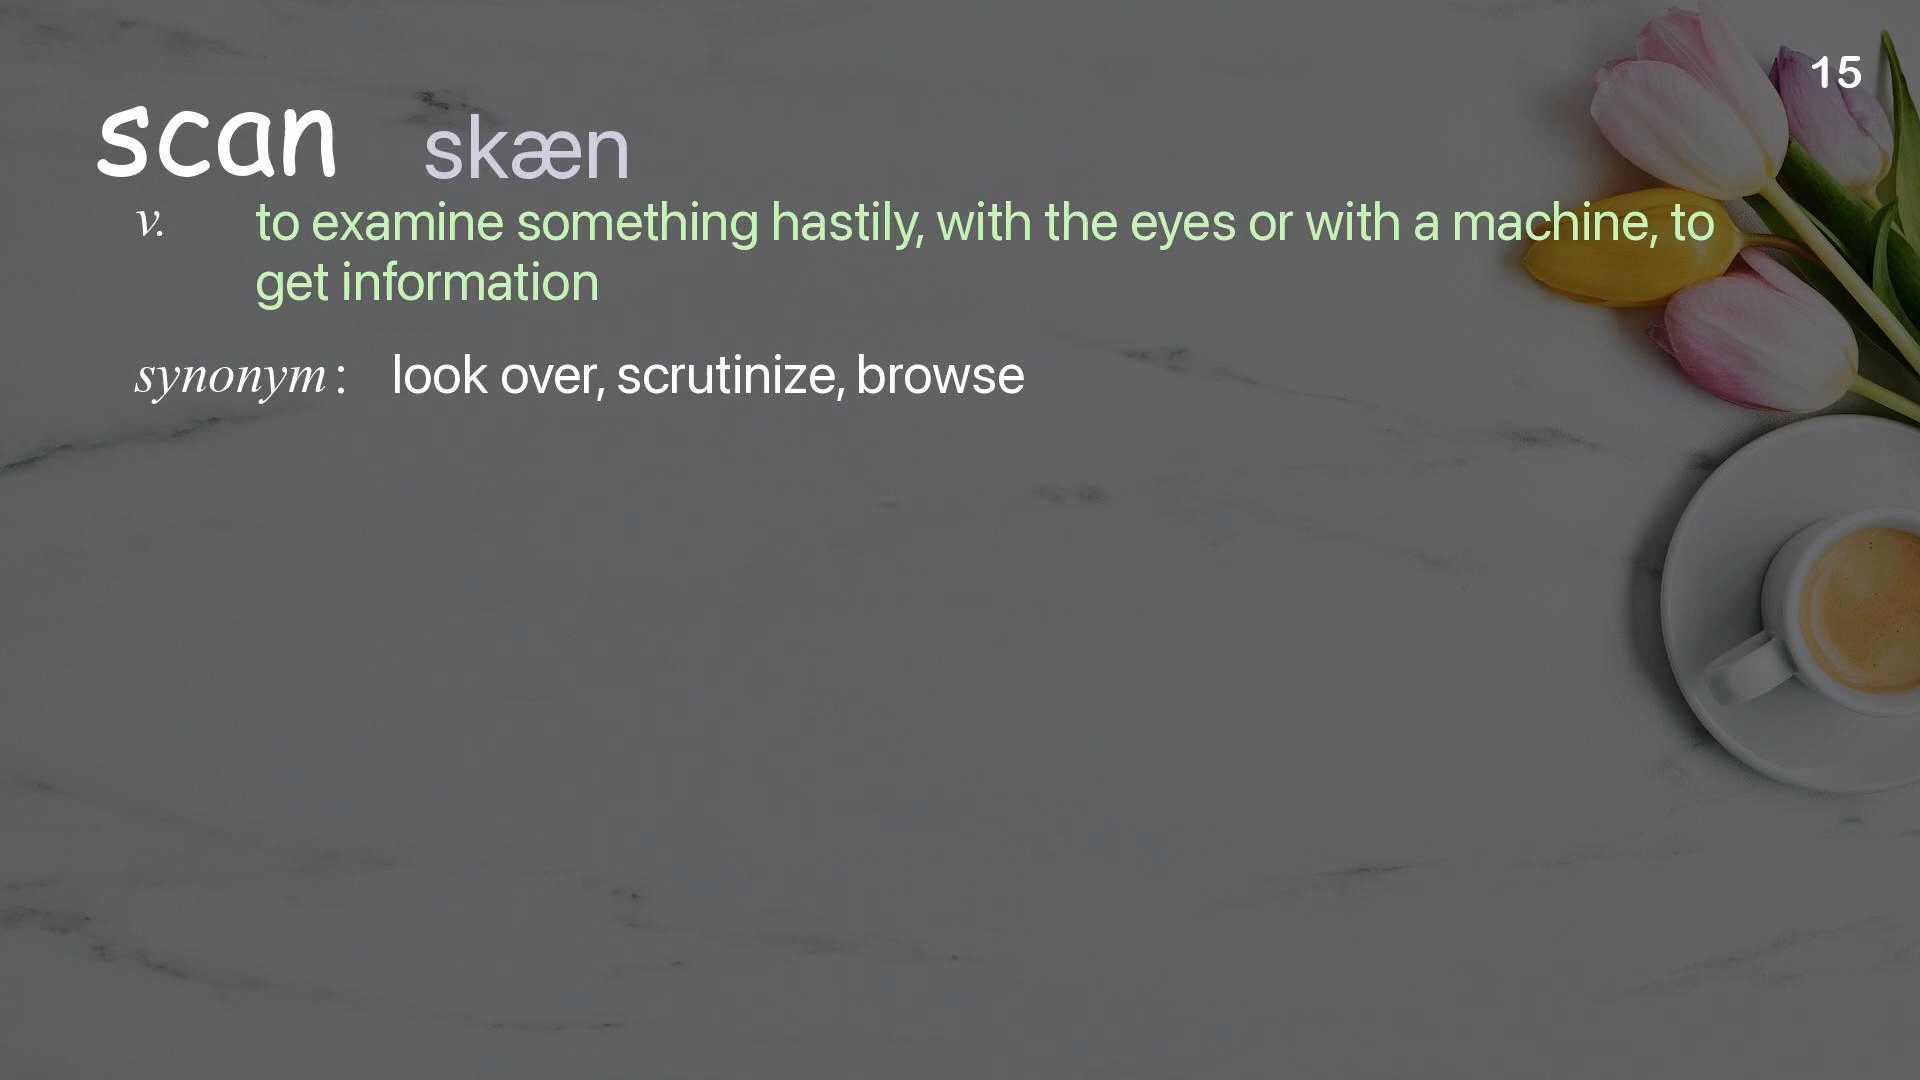 15
scan skæn
v. to examine something hastily, with the eyes or with a machine, to
get information
synonym: look over, scrutinize, browse